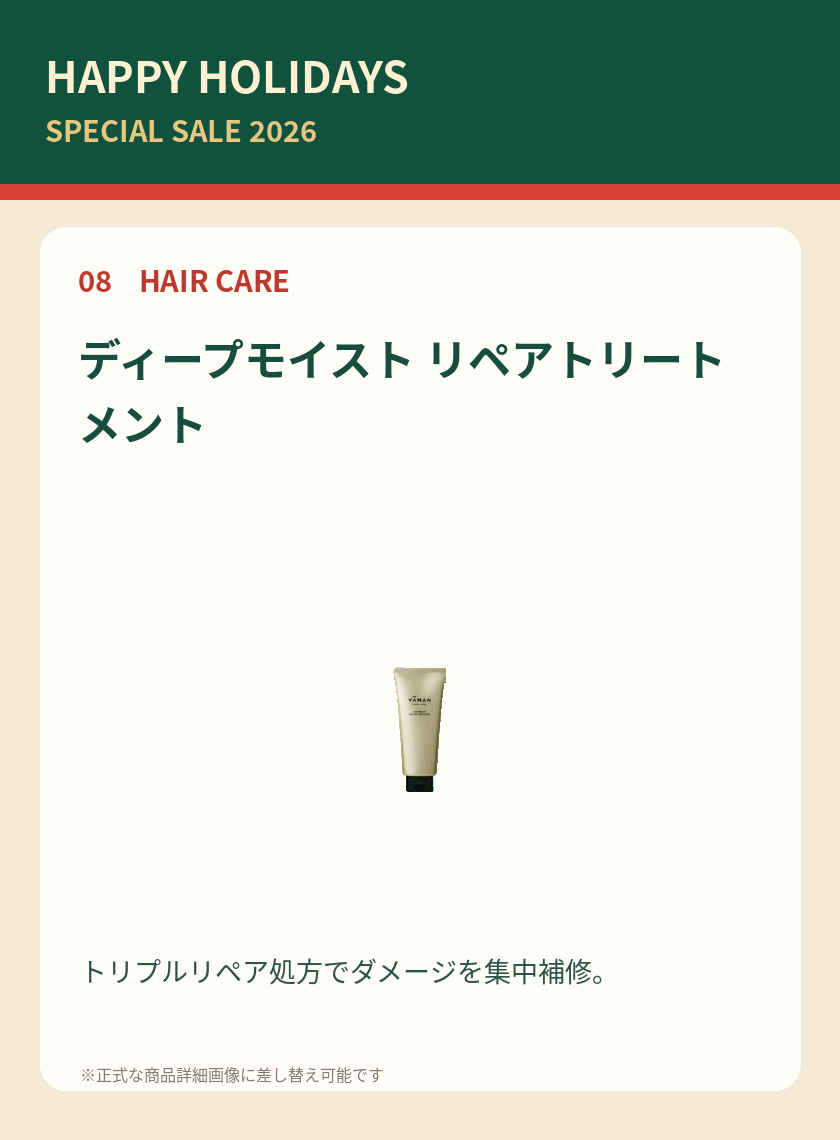 HAPPY HOLIDAYS
SPECIAL SALE 2026
08 HAIR CARE
ディープモイスト リペアトリート
メント
YAMAN
トリプルリペア処方でダメージを集中補修。
※正式な商品詳細画像に差し替え可能です